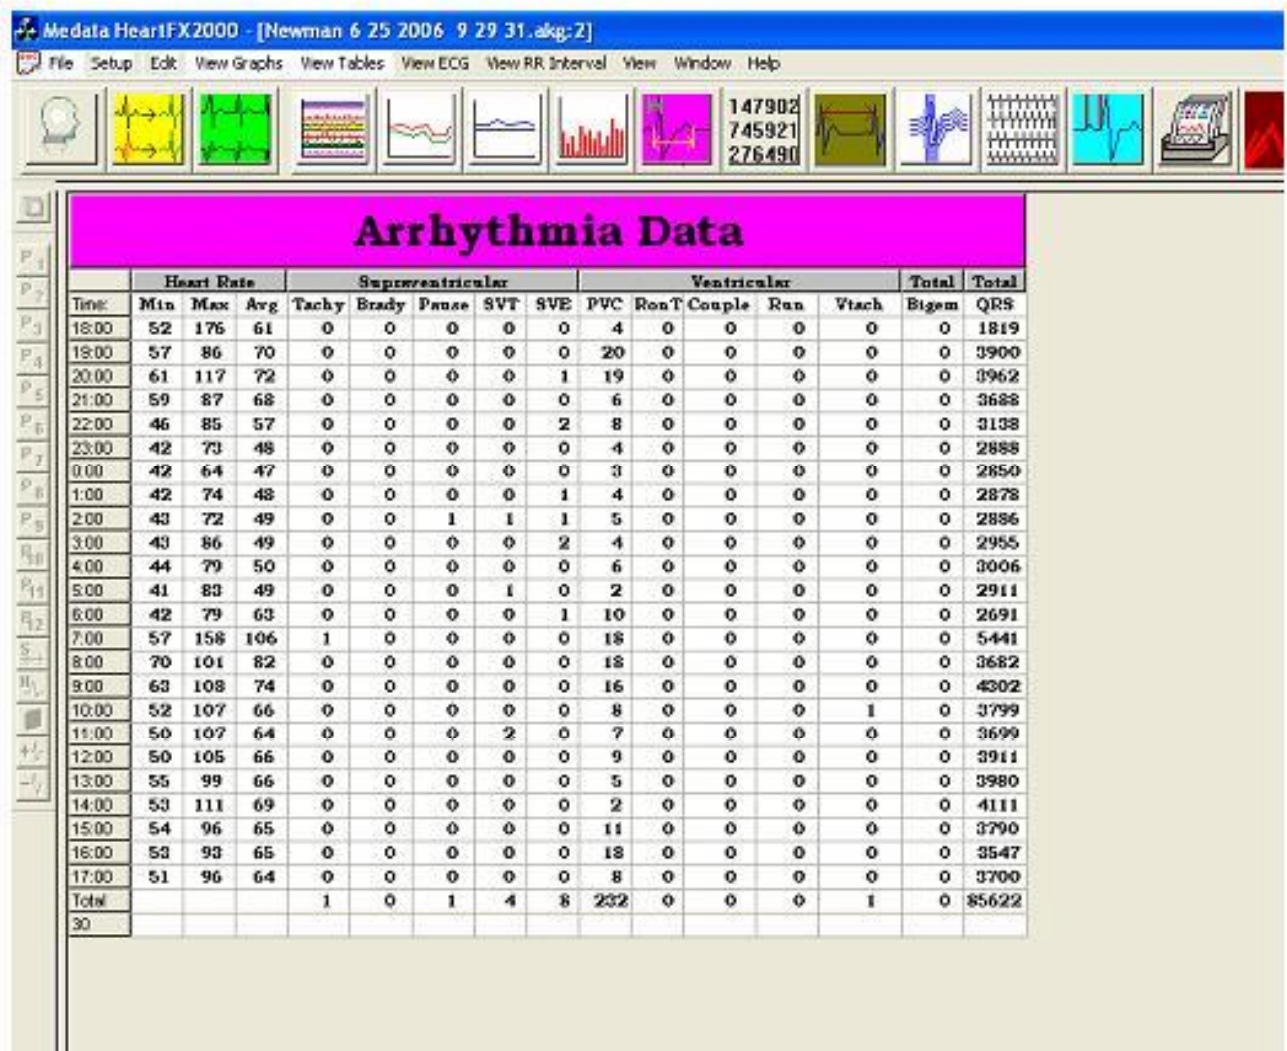 Medata HeartFX2000 - [Newman 6 25 2006 9 29 31.akg:2]
File Setup Edit View Graphs View Tables View ECG View RR Interval View Window Help
147902
745921
276490
Arrhythmia Data
Heart Rate Supraventricular Ventricular Total Total
Time: Min Max Avg Tachy Brady Pause SVT SVE PVC RonT Couple Run Vtach Bigem QRS
18:00 52 176 61 0 0 0 0 0 4 0 0 0 0 0 1819
19:00 57 86 70 0 0 0 0 0 20 0 0 0 0 0 3900
20:00 61 117 72 0 0 0 0 1 19 0 0 0 0 0 3962
21:00 59 87 68 0 0 0 0 0 6 0 0 0 0 0 3688
22:00 46 85 57 0 0 0 0 2 8 0 0 0 0 0 3138
23:00 42 73 48 0 0 0 0 0 4 0 0 0 0 0 2888
0:00 42 64 47 0 0 0 0 0 3 0 0 0 0 0 2850
1:00 42 74 48 0 0 0 0 1 4 0 0 0 0 0 2878
2:00 43 72 49 0 0 1 1 1 5 0 0 0 0 0 2886
3:00 43 86 49 0 0 0 0 2 4 0 0 0 0 0 2955
4:00 44 79 50 0 0 0 0 0 6 0 0 0 0 0 3006
5:00 41 83 49 0 0 0 1 0 2 0 0 0 0 0 2911
6:00 42 79 63 0 0 0 0 1 10 0 0 0 0 0 2691
7:00 57 158 106 1 0 0 0 0 18 0 0 0 0 0 5441
8:00 70 101 82 0 0 0 0 0 18 0 0 0 0 0 3682
9:00 63 108 74 0 0 0 0 0 16 0 0 0 0 0 4302
10:00 52 107 66 0 0 0 0 0 8 0 0 0 1 0 3799
11:00 50 107 64 0 0 0 2 0 7 0 0 0 0 0 3699
12:00 50 105 66 0 0 0 0 0 9 0 0 0 0 0 3911
13:00 55 99 66 0 0 0 0 0 5 0 0 0 0 0 3980
14:00 53 111 69 0 0 0 0 0 2 0 0 0 0 0 4111
15:00 54 96 65 0 0 0 0 0 11 0 0 0 0 0 3790
16:00 53 93 65 0 0 0 0 0 18 0 0 0 0 0 3547
17:00 51 96 64 0 0 0 0 0 8 0 0 0 0 0 3700
Total 1 0 1 4 8 232 0 0 0 1 0 85622
30
P1
P2
P3
P4
P5
P6
P7
P8
P9
P10
P11
P12